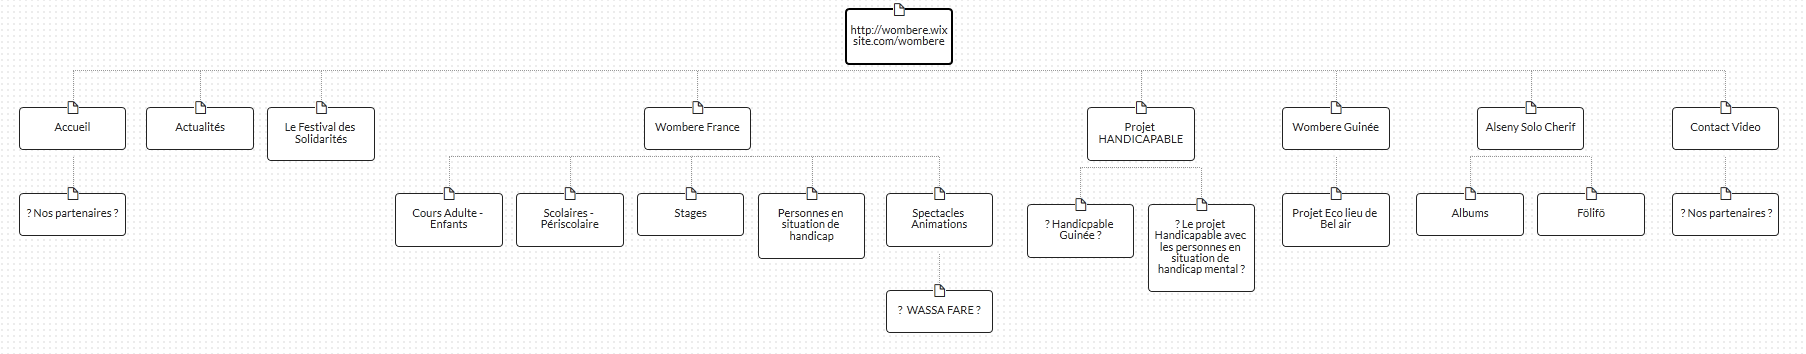 http://wombere.wix
site.com/wombere
Accueil
Actualités
Le Festival des
Solidarités
Wombere France
Projet
HANDICAPABLE
Wombere Guinée
Alseny Solo Cherif
Contact Video
? Nos partenaires ?
Cours Adulte -
Enfants
Scolaires -
Périscolaire
Stages
Personnes en
situation de
handicap
Spectacles
Animations
? Handicpable
Guinée ?
? Le projet
Handicapable avec
les personnes en
situation de
handicap mental ?
Projet Eco lieu de
Bel air
Albums
Fölifö
? Nos partenaires ?
? WASSA FARE ?